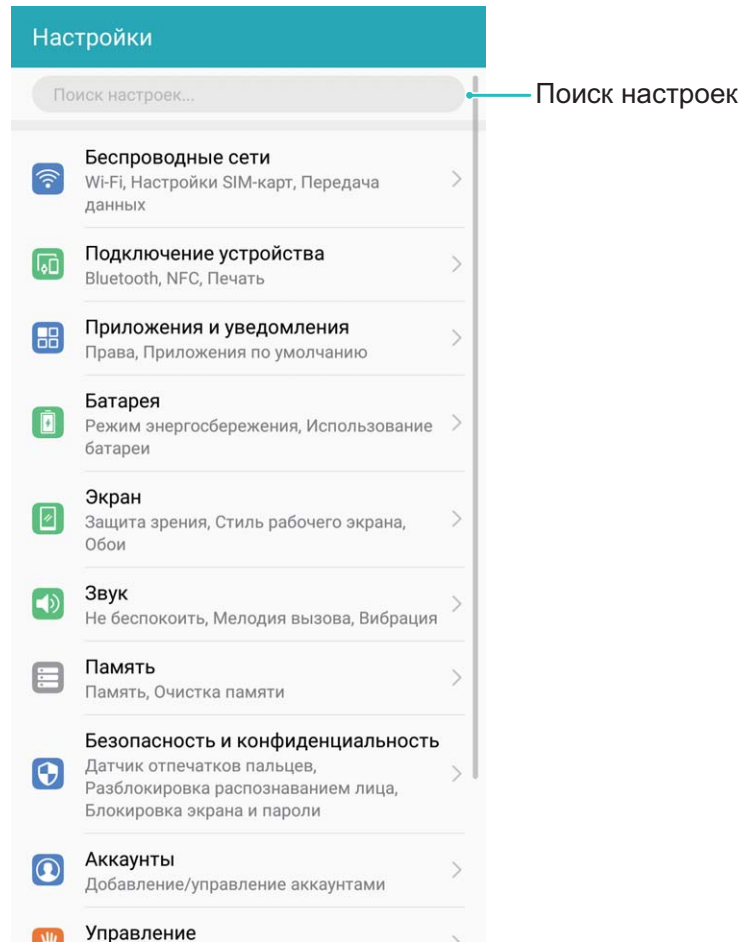 Настройки
Поиск настроек...
Поиск настроек
Беспроводные сети
Wi-Fi, Настройки SIM-карт, Передача
данных
Подключение устройства
Bluetooth, NFC, Печать
Приложения и уведомления
Права, Приложения по умолчанию
Батарея
Режим энергосбережения, Использование
батареи
Экран
Защита зрения, Стиль рабочего экрана,
Обои
Звук
Не беспокоить, Мелодия вызова, Вибрация
Память
Память, Очистка памяти
Безопасность и конфиденциальность
Датчик отпечатков пальцев,
Разблокировка распознаванием лица,
Блокировка экрана и пароли
Аккаунты
Добавление/управление аккаунтами
Управление